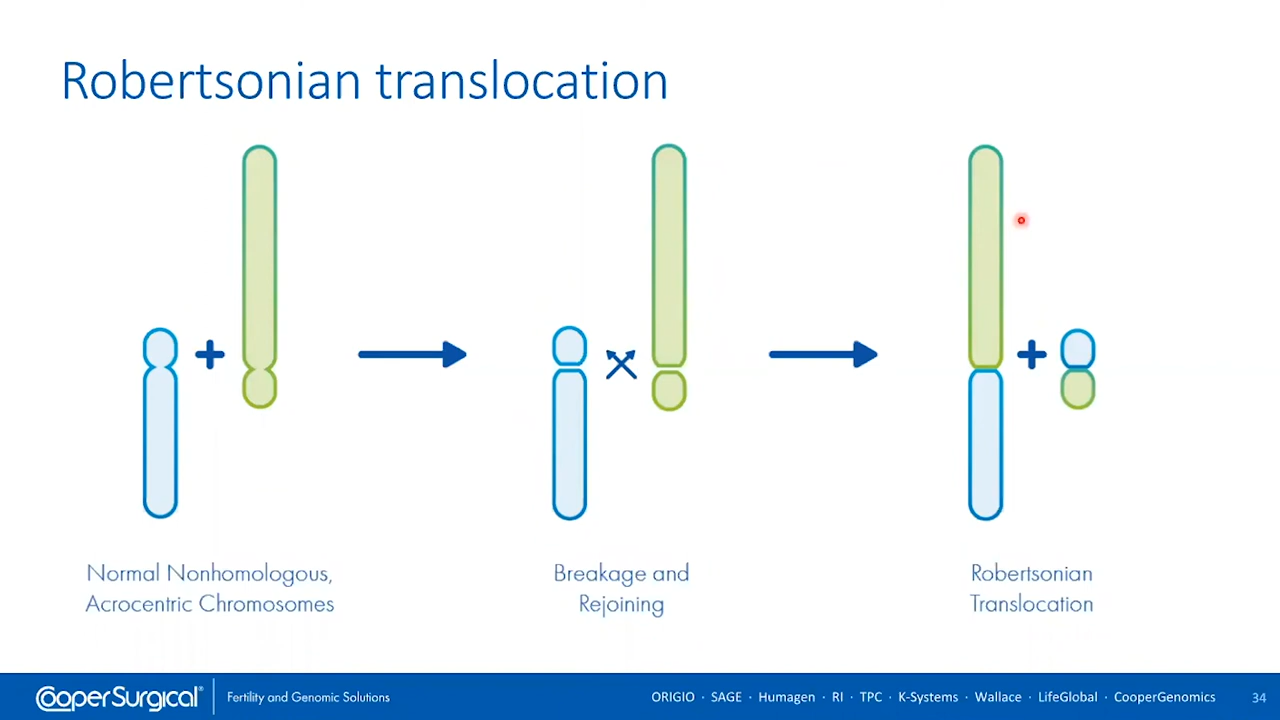 Robertsonian translocation
Normal Nonhomologous,
Acrocentric Chromosomes
Breakage and
Rejoining
Robertsonian
Translocation
CooperSurgical® Fertility and Genomic Solutions ORIGIO · SAGE · Humagen · RI · TPC · K-Systems · Wallace · LifeGlobal · CooperGenomics 34